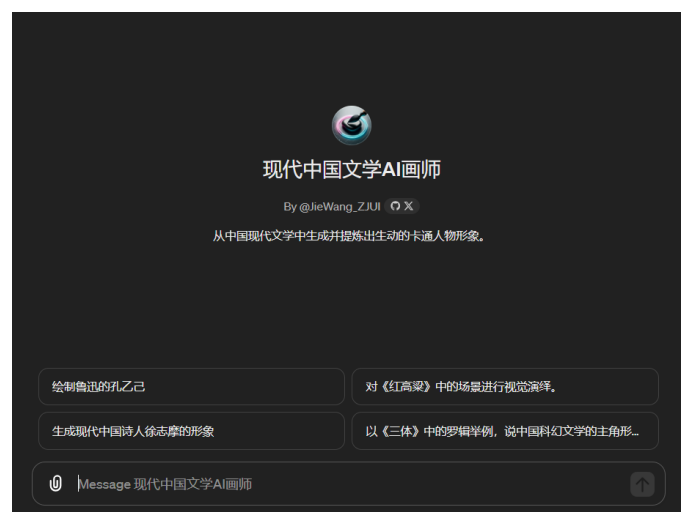 现代中国文学AI画师
By @JieWang_ZJUI
从中国现代文学中生成并提炼出生动的卡通人物形象。
绘制鲁迅的孔乙己
对《红高粱》中的场景进行视觉演绎。
生成现代中国诗人徐志摩的形象
以《三体》中的罗辑举例，说中国科幻文学的主角形...
Message 现代中国文学AI画师